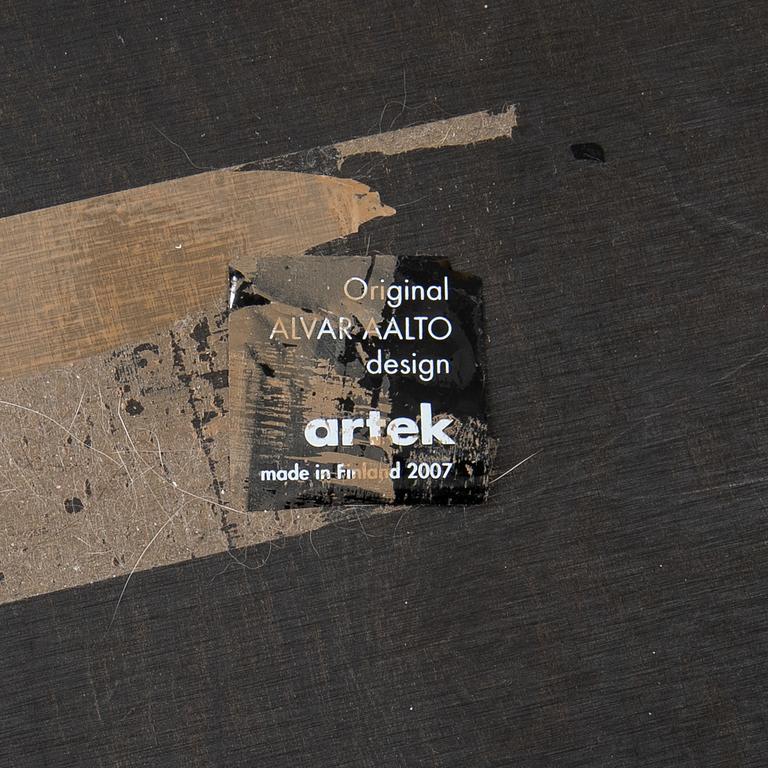 Original
ALVAR AALTO
design
artek
made in Finland 2007